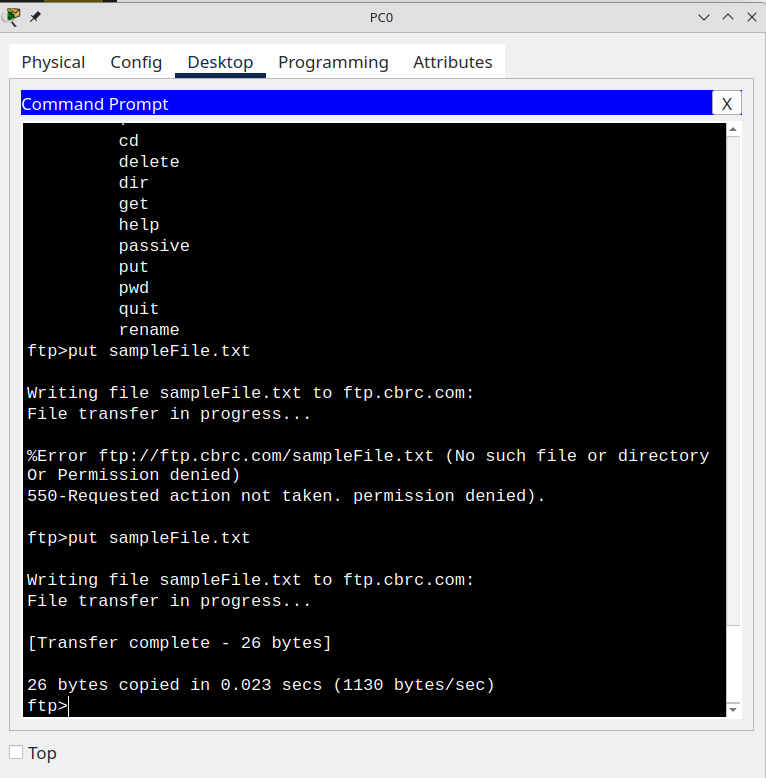 PC0
Physical Config Desktop Programming Attributes
Command Prompt X
cd
delete
dir
get
help
passive
put
pwd
quit
rename
ftp>put sampleFile.txt
Writing file sampleFile.txt to ftp.cbrc.com:
File transfer in progress...
%Error ftp://ftp.cbrc.com/sampleFile.txt (No such file or directory
Or Permission denied)
550-Requested action not taken. permission denied).
ftp>put sampleFile.txt
Writing file sampleFile.txt to ftp.cbrc.com:
File transfer in progress...
[Transfer complete - 26 bytes]
26 bytes copied in 0.023 secs (1130 bytes/sec)
ftp>
Top